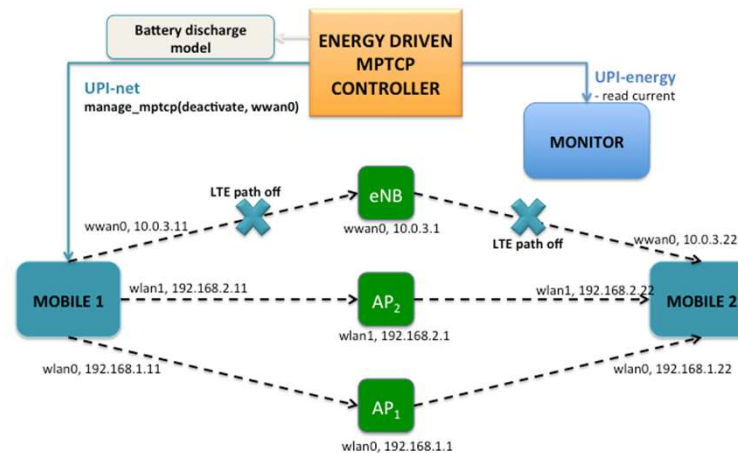 Battery discharge
model
ENERGY DRIVEN
MPTCP
CONTROLLER
UPI-net
manage_mptcp(deactivate, wwan0)
UPI-energy
- read current
MONITOR
LTE path off
eNB
wwan0, 10.0.3.11
wwan0, 10.0.3.1
LTE path off
wwan0, 10.0.3.22
MOBILE 1
wlan1, 192.168.2.11
AP2
wlan1, 192.168.2.22
MOBILE 2
wlan1, 192.168.2.1
wlan0, 192.168.1.11
AP1
wlan0, 192.168.1.22
wlan0, 192.168.1.1